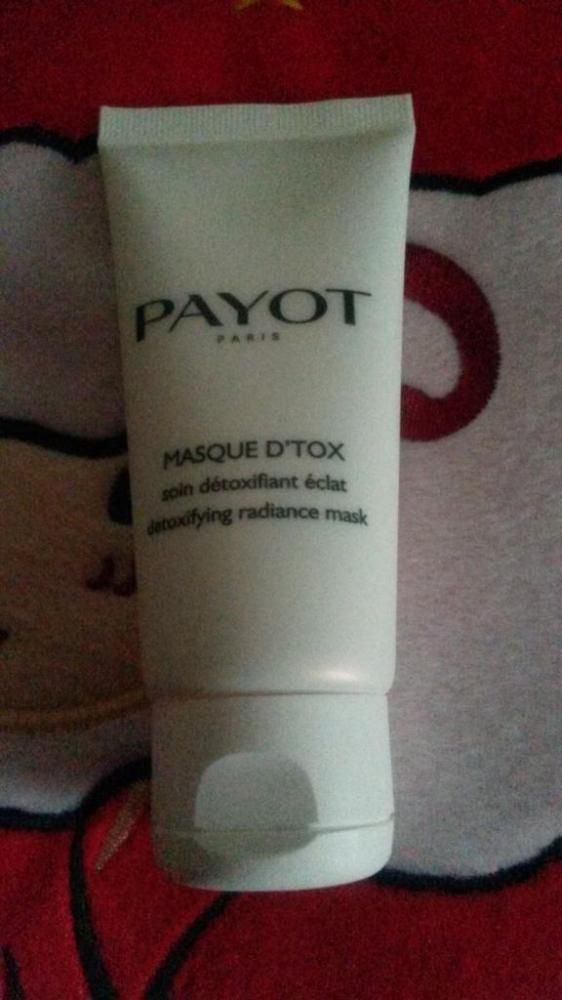 PAYOT
PARIS
MASQUE D'TOX
soin détoxifiant éclat
detoxifying radiance mask